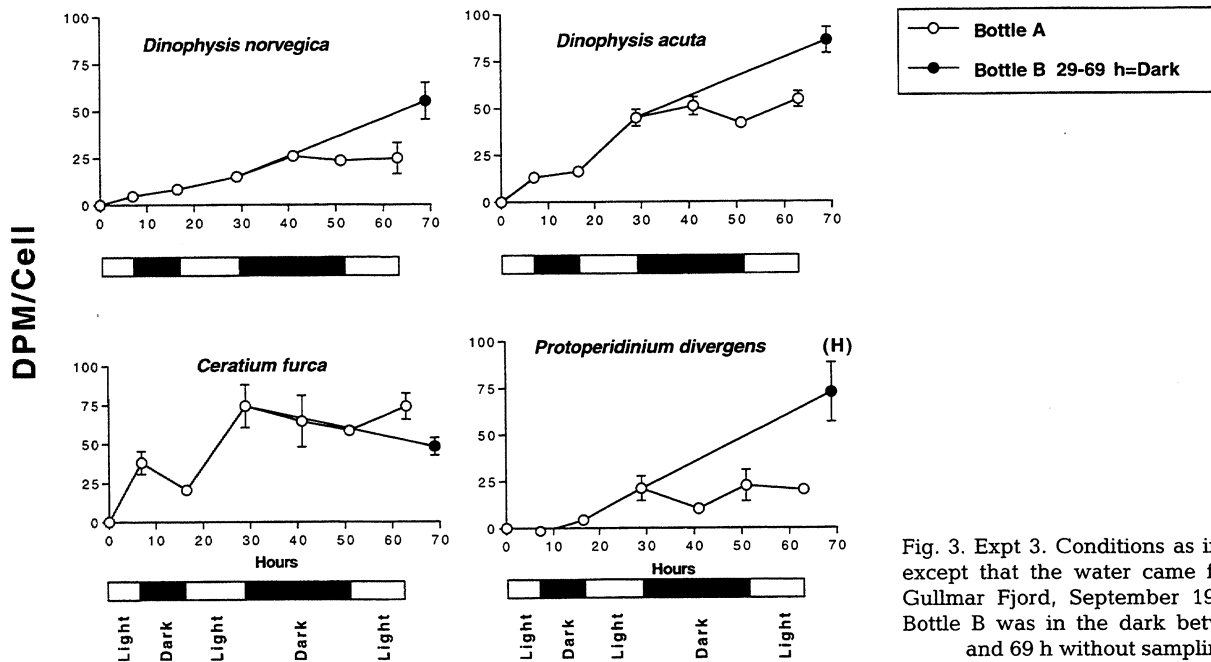 DPM/Cell
Dinophysis norvegica
100
75
50
25
0
0 10 20 30 40 50 60 70
Dinophysis acuta
100
75
50
25
0
0 10 20 30 40 50 60 70
Bottle A
Bottle B 29-69 h=Dark
Ceratium furca
100
75
50
25
0
0 10 20 30 40 50 60 70
Hours
Light Dark Light Dark Light
Protoperidinium divergens (H)
100
75
50
25
0
0 10 20 30 40 50 60 70
Hours
Light Dark Light Dark Light
Fig. 3. Expt 3. Conditions as
except that the water came
Gullmar Fjord, September 19
Bottle B was in the dark
and 69 h without